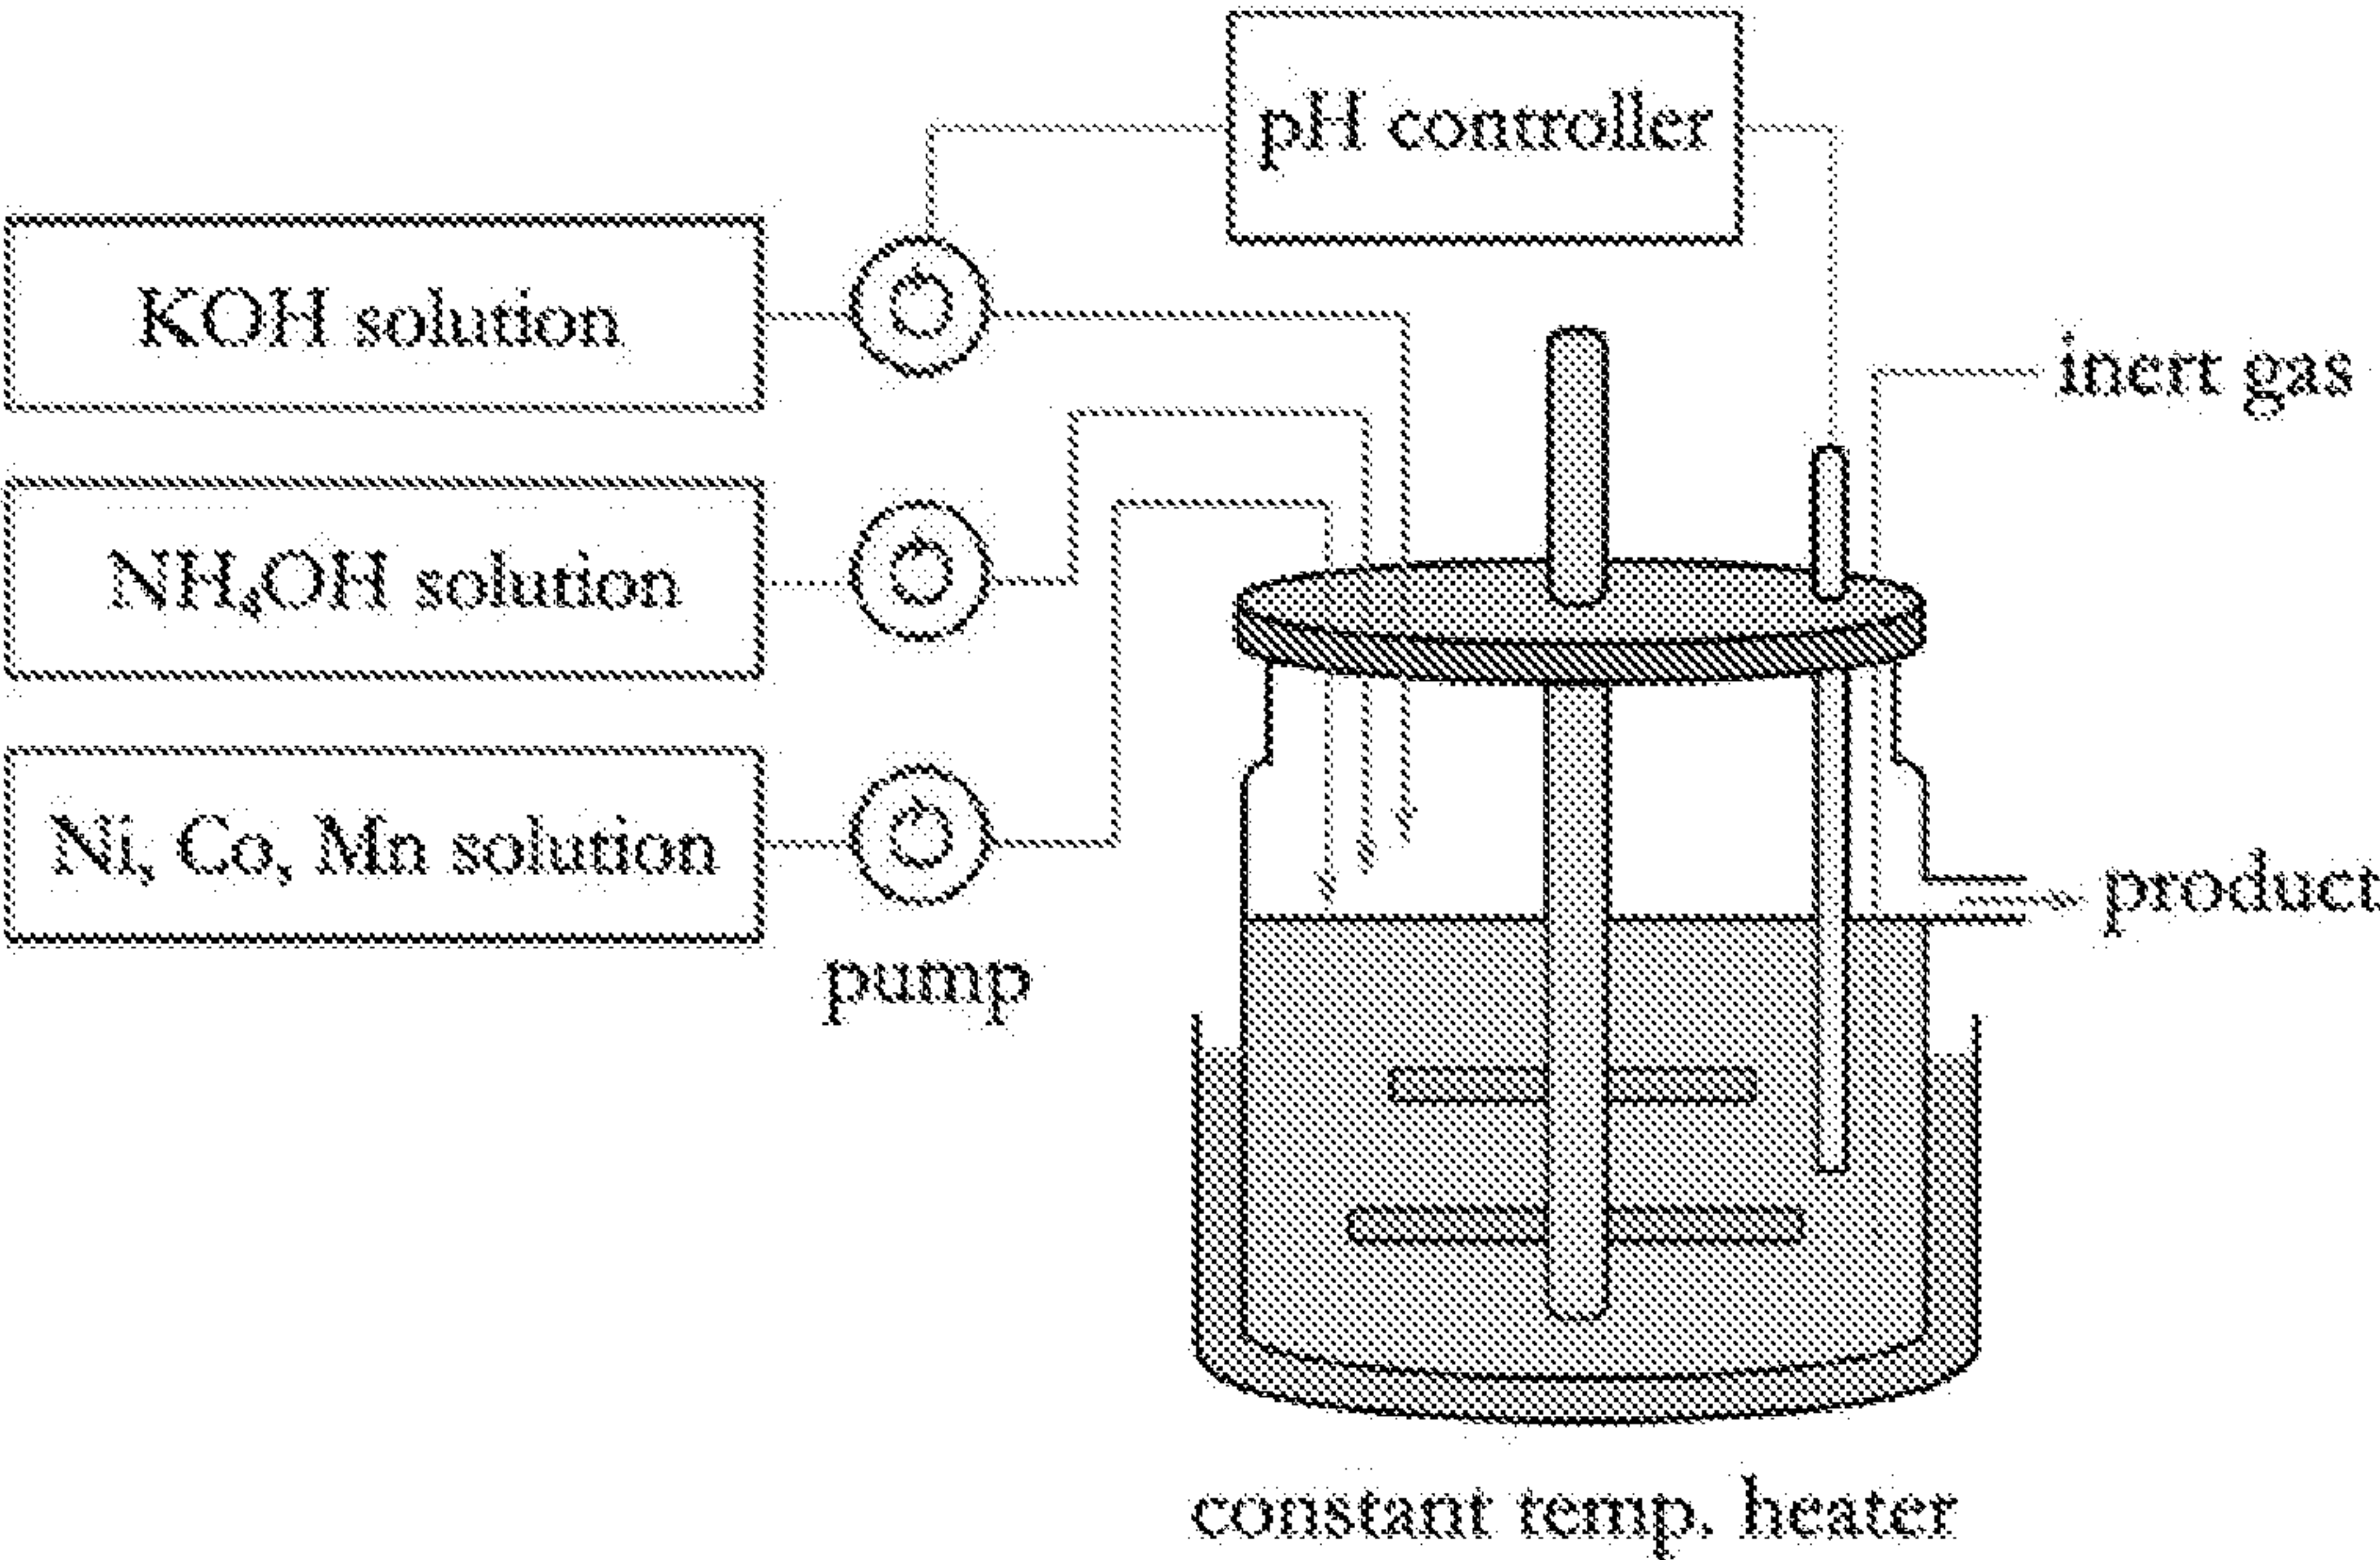 pH controller
KOH solution
inert gas
NH₄OH solution
Ni, Co, Mn solution
product
pump
constant temp. heater